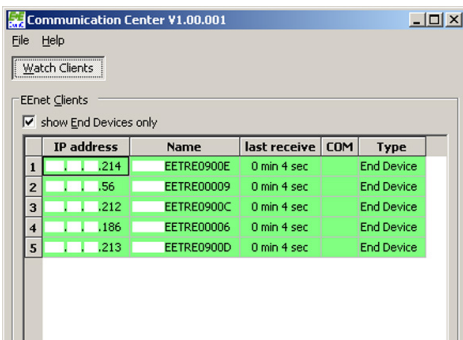 Communication Center V1.00.001
File Help
Watch Clients
EEnet Clients
show End Devices only
IP address Name last receive COM Type
1 . . .214 EETRE0900E 0 min 4 sec End Device
2 . . .56 EETRE00009 0 min 4 sec End Device
3 . . .212 EETRE0900C 0 min 4 sec End Device
4 . . .186 EETRE00006 0 min 4 sec End Device
5 . . .213 EETRE0900D 0 min 4 sec End Device